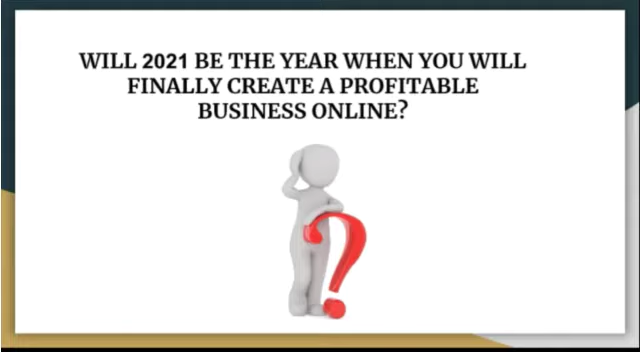 WILL 2021 BE THE YEAR WHEN YOU WILL
FINALLY CREATE A PROFITABLE
BUSINESS ONLINE?